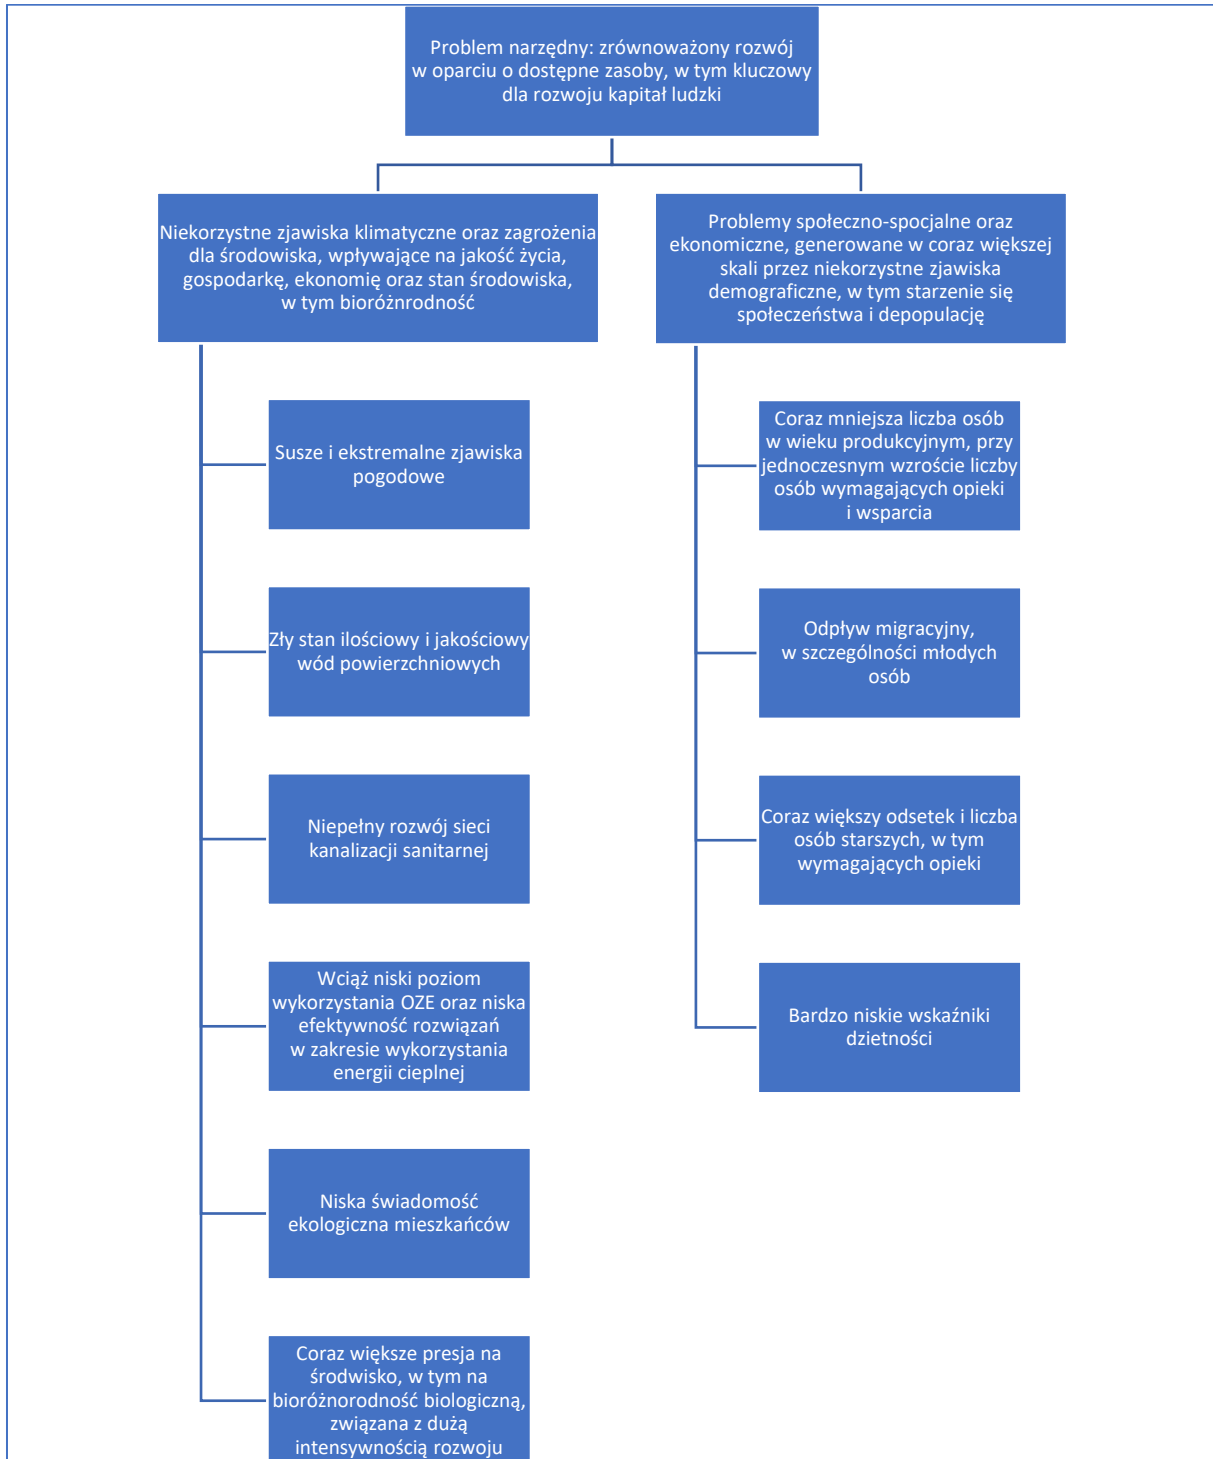 Problem narzędny: zrównoważony rozwój
w oparciu o dostępne zasoby, w tym kluczowy
dla rozwoju kapitał ludzki
Niekorzystne zjawiska klimatyczne oraz zagrożenia
dla środowiska, wpływające na jakość życia,
gospodarkę, ekonomię oraz stan środowiska,
w tym bioróżnrodność
Susze i ekstremalne zjawiska
pogodowe
Zły stan ilościowy i jakościowy
wód powierzchniowych
Niepełny rozwój sieci
kanalizacji sanitarnej
Wciąż niski poziom
wykorzystania OZE oraz niska
efektywność rozwiązań
w zakresie wykorzystania
energii cieplnej
Niska świadomość
ekologiczna mieszkańców
Coraz większe presja na
środwisko, w tym na
bioróżnorodność biologiczną,
związana z dużą
intensywnością rozwoju
Problemy społeczno-spocjalne oraz
ekonomiczne, generowane w coraz większej
skali przez niekorzystne zjawiska
demograficzne, w tym starzenie się
społeczeństwa i depopulację
Coraz mniejsza liczba osób
w wieku produkcyjnym, przy
jednoczesnym wzroście liczby
osób wymagających opieki
i wsparcia
Odpływ migracyjny,
w szczególności młodych
osób
Coraz większy odsetek i liczba
osób starszych, w tym
wymagających opieki
Bardzo niskie wskaźniki
dzietności